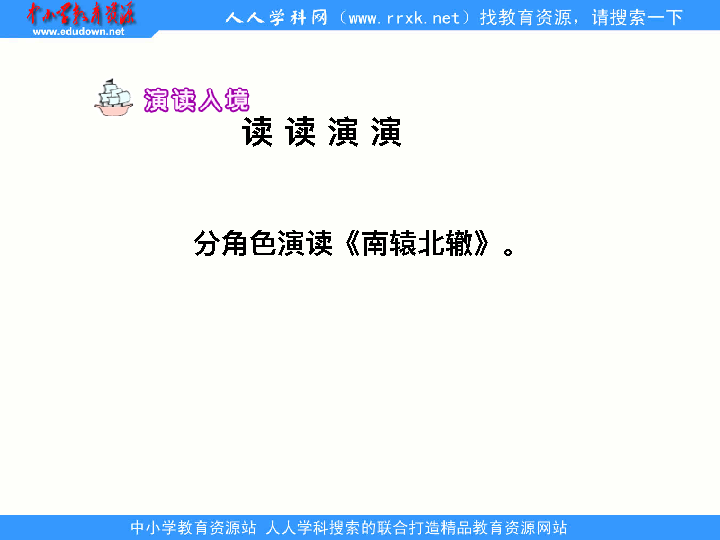 中小学教育资源
www.edudown.net
人人学科网（www.rrxk.net）找教育资源，请搜索一下
演读入境
读 读 演 演
分角色演读《南辕北辙》。
中小学教育资源站 人人学科搜索的联合打造精品教育资源网站